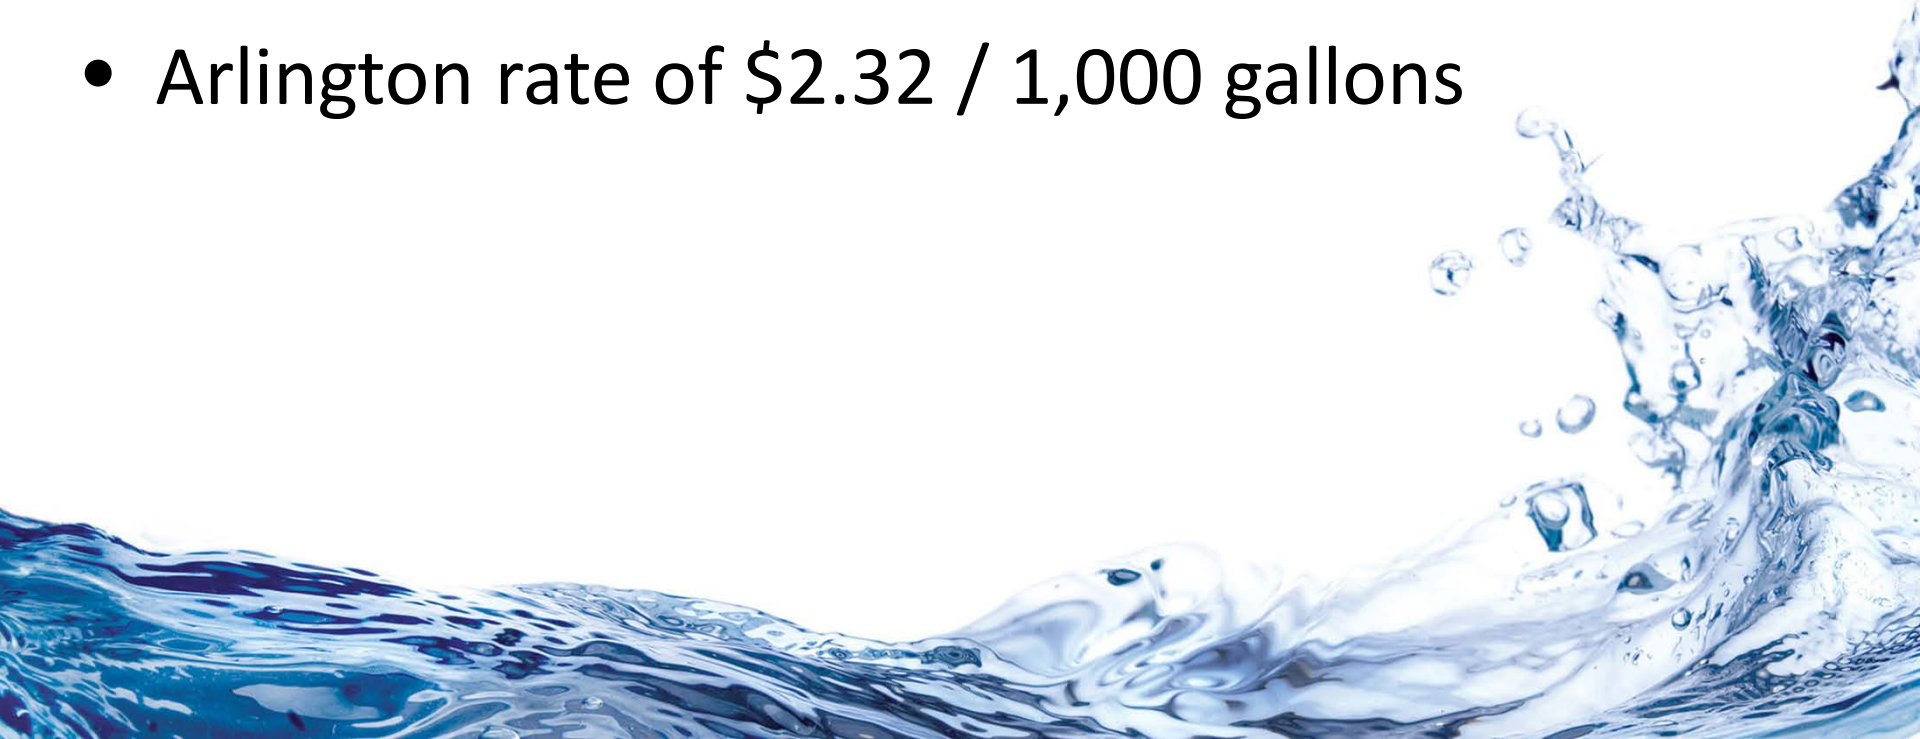 • Arlington rate of $2.32 / 1,000 gallons